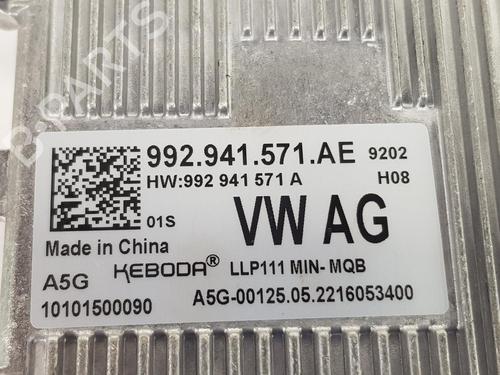 B-PARTS
992.941.571.AE 9202
HW:992 941 571 A H08
01S VW AG
Made in China
A5G KEBODA® LLP111 MIN- MQB
10101500090 A5G-00125.05.2216053400